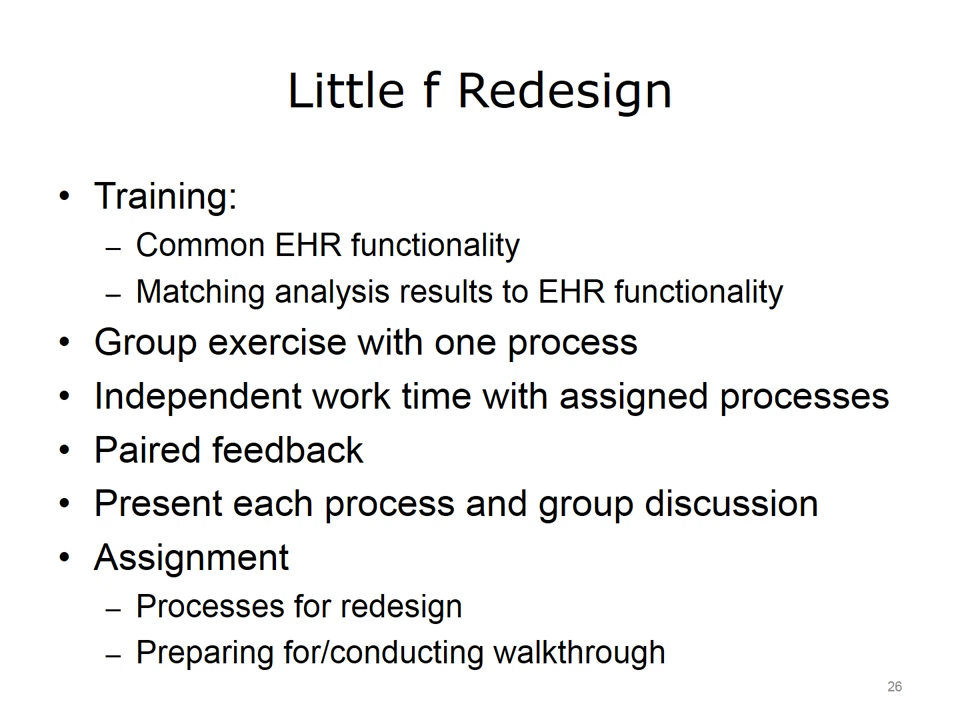 Little f Redesign
• Training:
– Common EHR functionality
– Matching analysis results to EHR functionality
• Group exercise with one process
• Independent work time with assigned processes
• Paired feedback
• Present each process and group discussion
• Assignment
– Processes for redesign
– Preparing for/conducting walkthrough
26